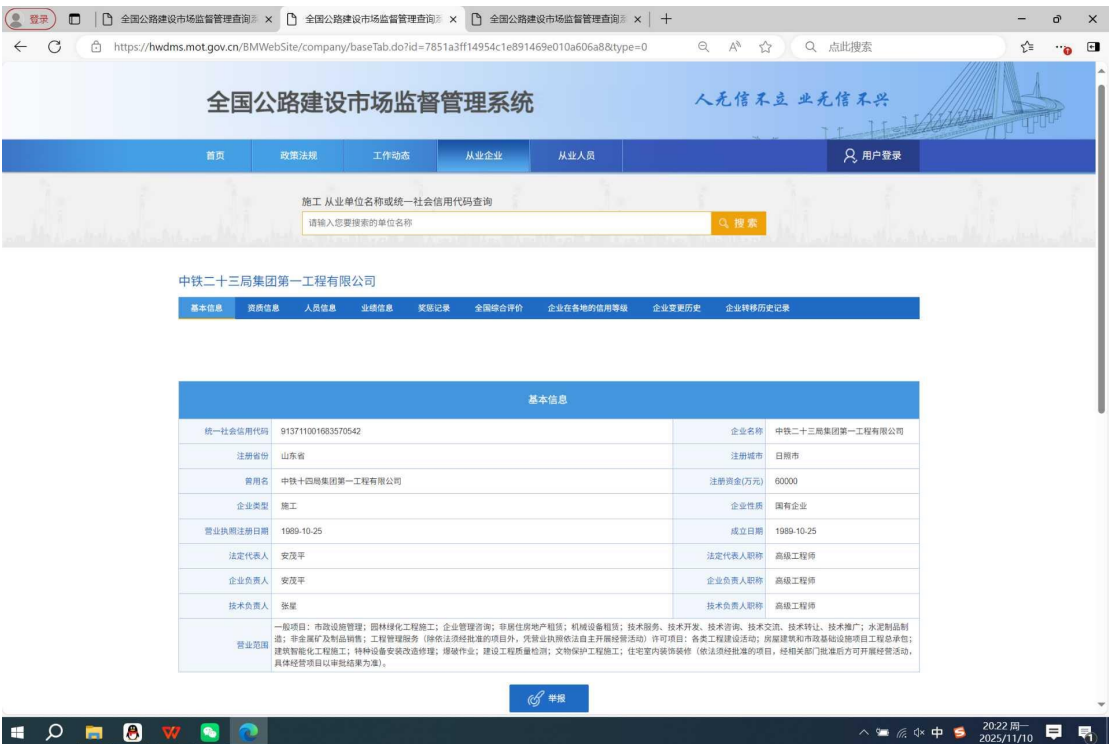 登录
全国公路建设市场监督管理查询系
全国公路建设市场监督管理查询系
全国公路建设市场监督管理查询系
https://hwdms.mot.gov.cn/BMWebSite/company/baseTab.do?id=7851a3ff14954c1e891469e010a606a8&type=0
点此搜索
全国公路建设市场监督管理系统
人无信不立 业无信不兴
首页 政策法规 工作动态 从业企业 从业人员 用户登录
施工 从业单位名称或统一社会信用代码查询
请输入您要搜索的单位名称 搜索
中铁二十三局集团第一工程有限公司
基本信息 资质信息 人员信息 业绩信息 奖惩记录 全国综合评价 企业在各地的信用等级 企业变更历史 企业转移历史记录
基本信息
统一社会信用代码 913711001683570542 企业名称 中铁二十三局集团第一工程有限公司
注册省份 山东省 注册城市 日照市
曾用名 中铁十四局集团第一工程有限公司 注册资金(万元) 60000
企业类型 施工 企业性质 国有企业
营业执照注册日期 1989-10-25 成立日期 1989-10-25
法定代表人 安茂平 法定代表人职称 高级工程师
企业负责人 安茂平 企业负责人职称 高级工程师
技术负责人 张星 技术负责人职称 高级工程师
营业范围
一般项目：市政设施管理；园林绿化工程施工；企业管理咨询；非居住房地产租赁；机械设备租赁；技术服务、技术开发、技术咨询、技术交流、技术转让、技术推广；水泥制品制
造；非金属矿及制品销售；工程管理服务（除依法须经批准的项目外，凭营业执照依法自主开展经营活动）许可项目：各类工程建设活动；房屋建筑和市政基础设施项目工程总承包；
建筑智能化工程施工；特种设备安装改造修理；爆破作业；建设工程质量检测；文物保护工程施工；住宅室内装饰装修（依法须经批准的项目，经相关部门批准后方可开展经营活动，
具体经营项目以审批结果为准）。
举报
中
20:22 周一
2025/11/10